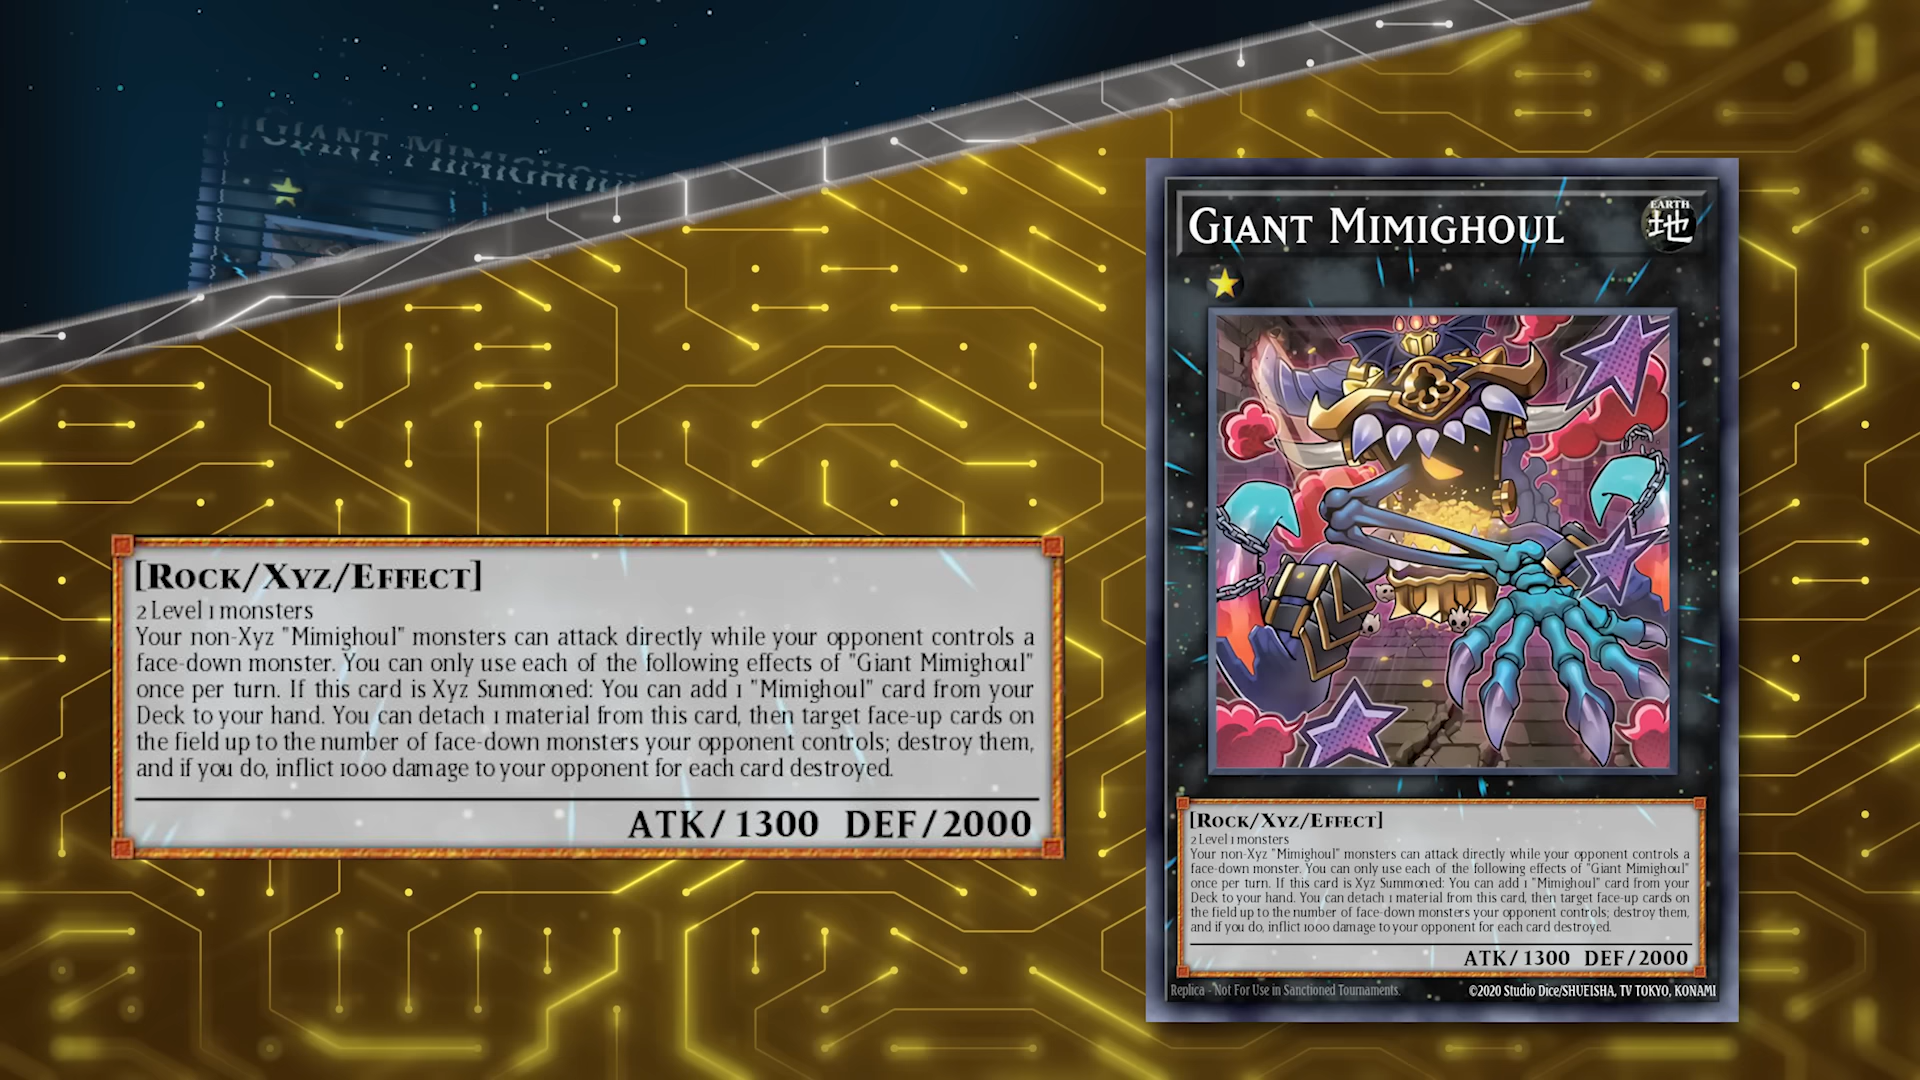 GIANT MIMIGHOUL
[ROCK/XYZ/EFFECT]
2 Level 1 monsters
Your non-Xyz "Mimighoul" monsters can attack directly while your opponent controls a
face-down monster. You can only use each of the following effects of "Giant Mimighoul"
once per turn. If this card is Xyz Summoned: You can add 1 "Mimighoul" card from your
Deck to your hand. You can detach 1 material from this card, then target face-up cards on
the field up to the number of face-down monsters your opponent controls; destroy them,
and if you do, inflict 1000 damage to your opponent for each card destroyed.
ATK/1300 DEF/2000
GIANT MIMIGHOUL
EARTH
地
[ROCK/XYZ/EFFECT]
2 Level 1 monsters
Your non-Xyz "Mimighoul" monsters can attack directly while your opponent controls a
face-down monster. You can only use each of the following effects of "Giant Mimighoul"
once per turn. If this card is Xyz Summoned: You can add 1 "Mimighoul" card from your
Deck to your hand. You can detach 1 material from this card, then target face-up cards on
the field up to the number of face-down monsters your opponent controls; destroy them,
and if you do, inflict 1000 damage to your opponent for each card destroyed.
ATK/1300 DEF/2000
Replica - Not For Use in Sanctioned Tournaments.
©2020 Studio Dice/SHUEISHA, TV TOKYO, KONAMI